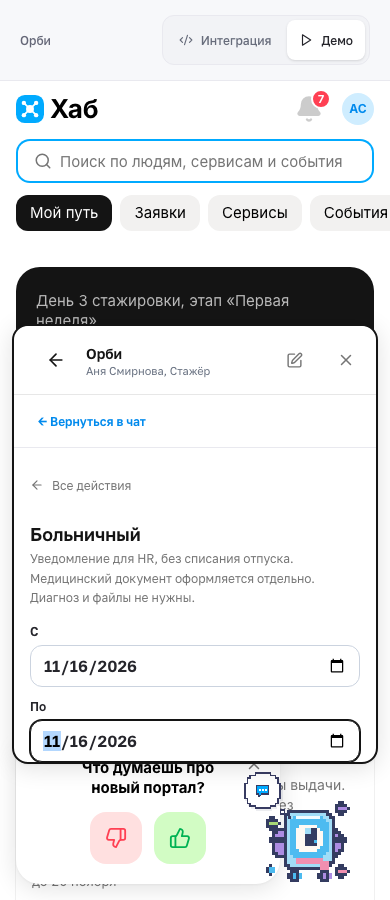 Орби
Интеграция
Демо
Хаб
7
АС
Поиск по людям, сервисам и события
Мой путь
Заявки
Сервисы
События
День 3 стажировки, этап «Первая
неделя»
Орби
Аня Смирнова, Стажёр
← Вернуться в чат
Все действия
Больничный
Уведомление для HR, без списания отпуска.
Медицинский документ оформляется отдельно.
Диагноз и файлы не нужны.
С
11/16/2026
По
11/16/2026
Что думаешь про
новый портал?
ы выдачи.
ез